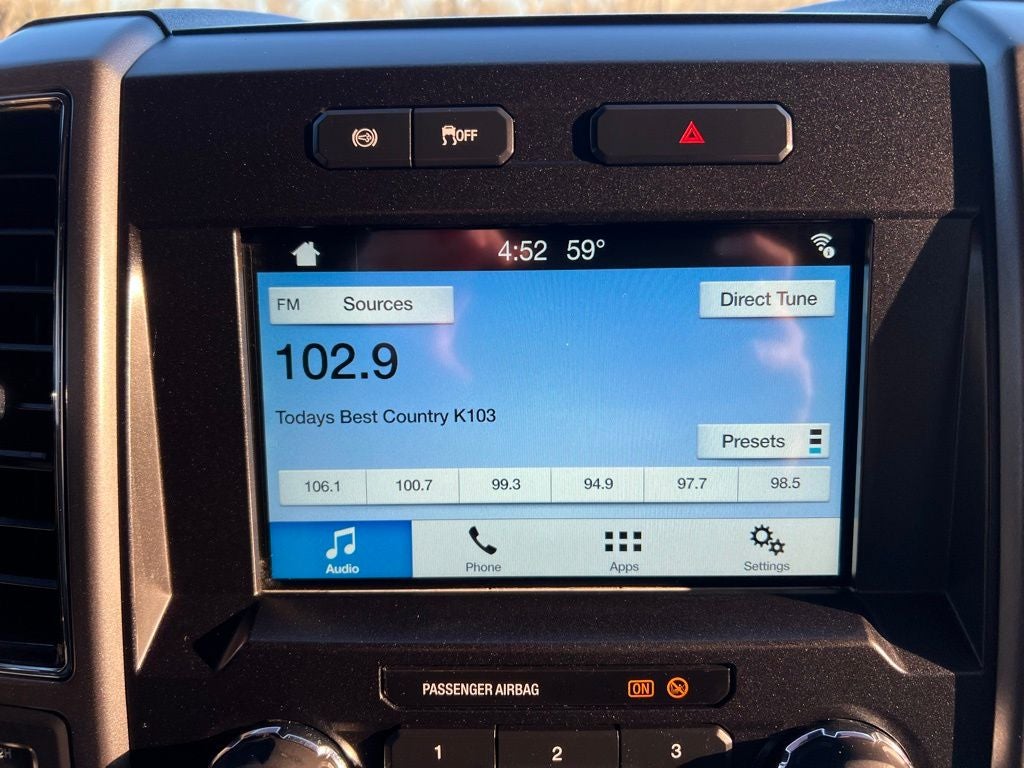 OFF
4:52 59°
FM Sources
Direct Tune
102.9
Todays Best Country K103
Presets
106.1 100.7 99.3 94.9 97.7 98.5
Audio Phone Apps Settings
PASSENGER AIRBAG ON
1 2 3